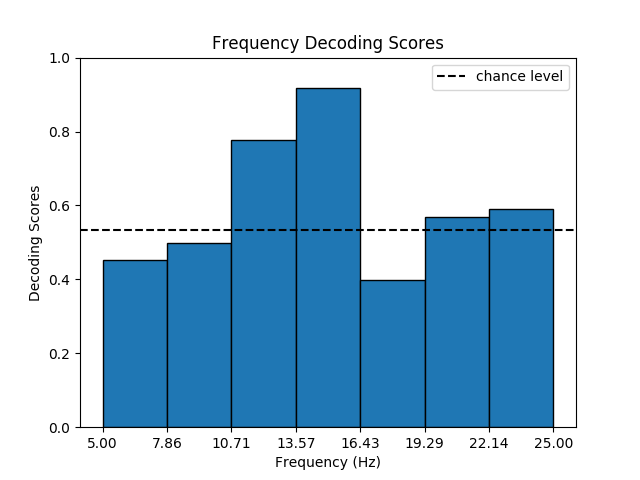 Frequency Decoding Scores
chance level
1.0
0.8
0.6
0.4
0.2
0.0
Decoding Scores
5.00 7.86 10.71 13.57 16.43 19.29 22.14 25.00
Frequency (Hz)